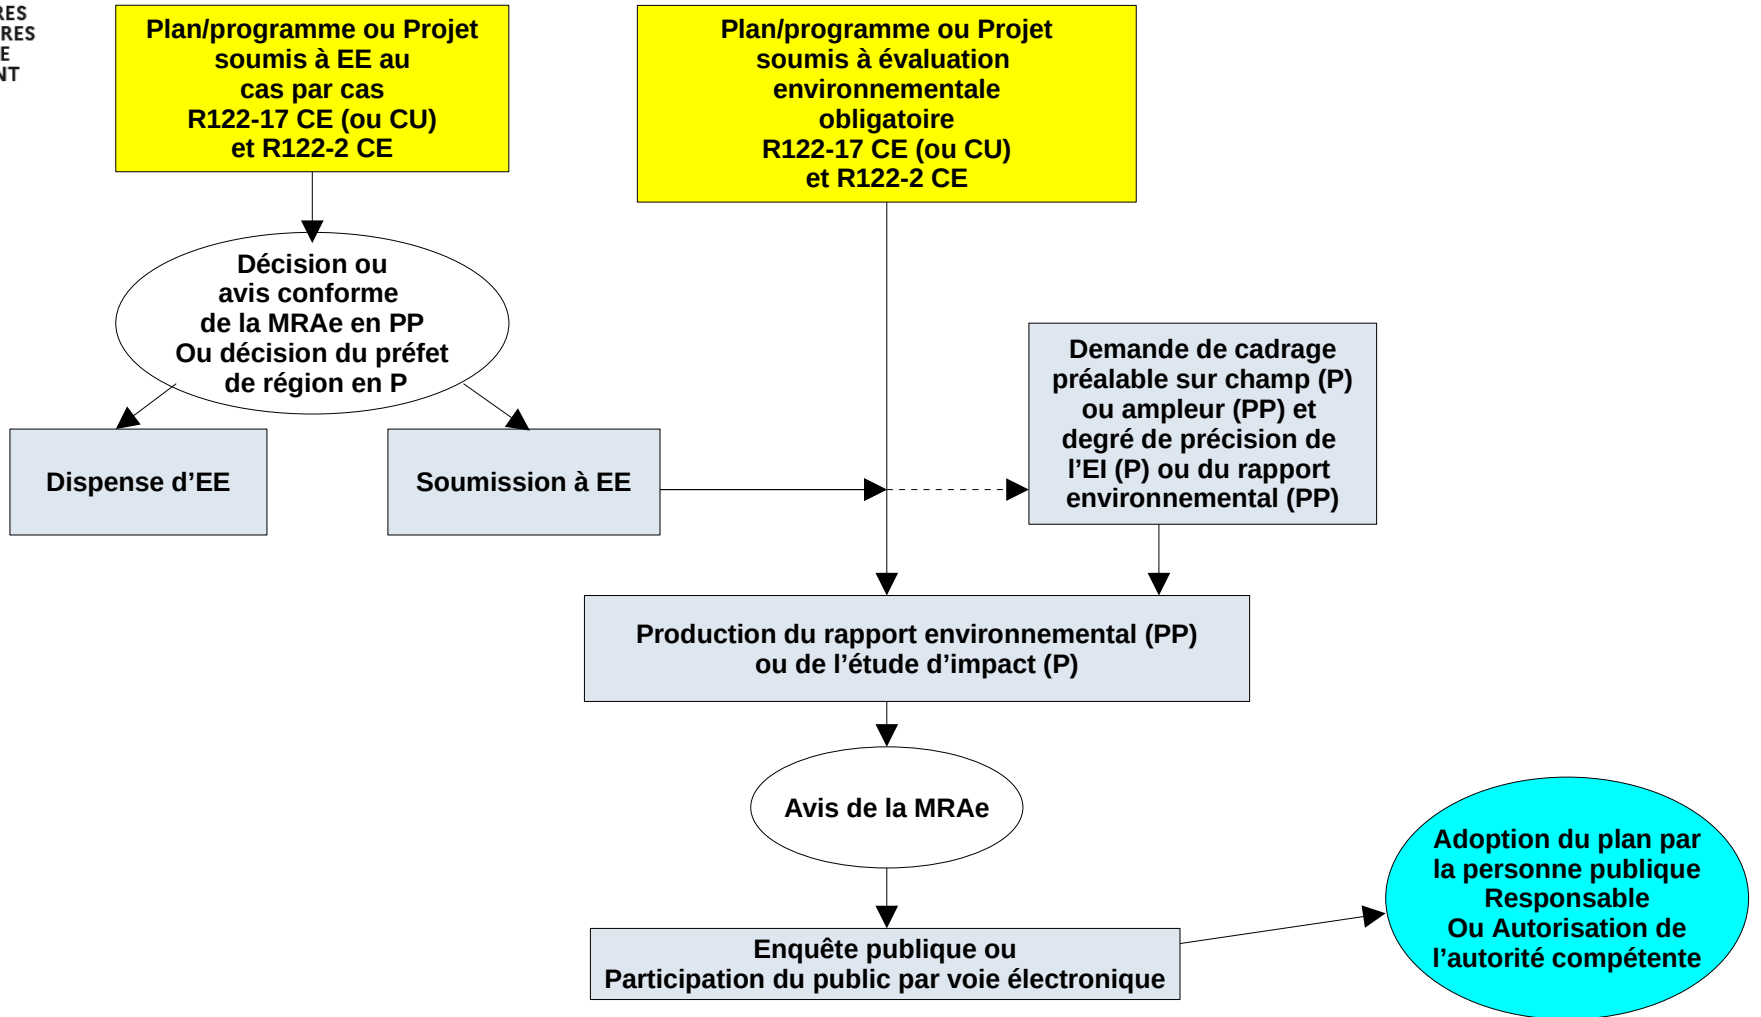 RES
RES
E
NT
Plan/programme ou Projet
soumis à EE au
cas par cas
R122-17 CE (ou CU)
et R122-2 CE
Plan/programme ou Projet
soumis à évaluation
environnementale
obligatoire
R122-17 CE (ou CU)
et R122-2 CE
Décision ou
avis conforme
de la MRAe en PP
Ou décision du préfet
de région en P
Demande de cadrage
préalable sur champ (P)
ou ampleur (PP) et
degré de précision de
l’EI (P) ou du rapport
environnemental (PP)
Dispense d’EE
Soumission à EE
Production du rapport environnemental (PP)
ou de l’étude d’impact (P)
Avis de la MRAe
Enquête publique ou
Participation du public par voie électronique
Adoption du plan par
la personne publique
Responsable
Ou Autorisation de
l’autorité compétente